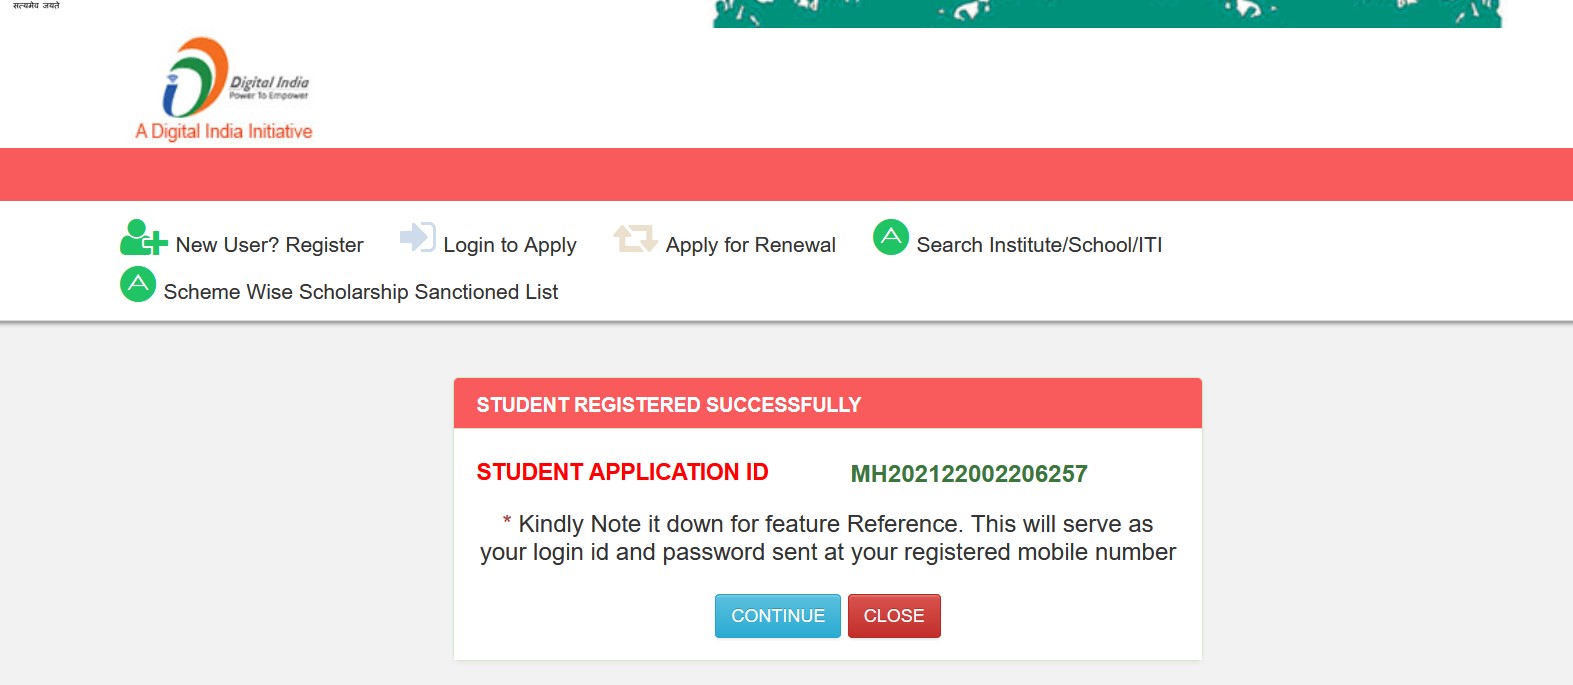 सत्यमेव जयते
Digital India
Power To Empower
A Digital India Initiative
New User? Register Login to Apply Apply for Renewal Search Institute/School/ITI
Scheme Wise Scholarship Sanctioned List
STUDENT REGISTERED SUCCESSFULLY
STUDENT APPLICATION ID MH202122002206257
* Kindly Note it down for feature Reference. This will serve as
your login id and password sent at your registered mobile number
CONTINUE CLOSE